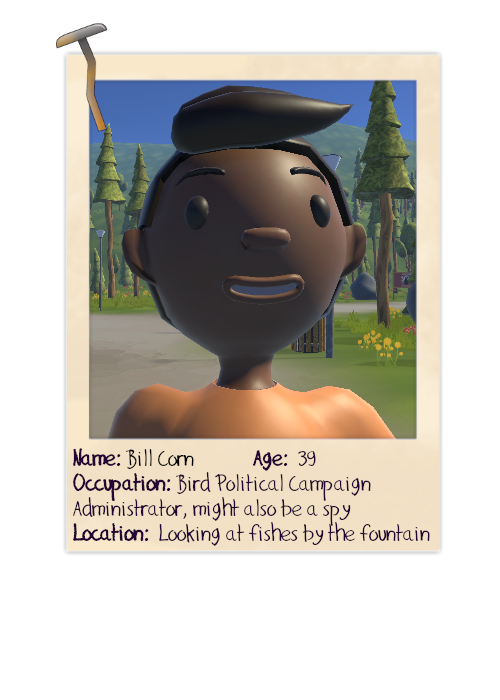 Name: Bill Corn Age: 39
Occupation: Bird Political Campaign
Administrator, might also be a spy
Location: Looking at fishes by the fountain